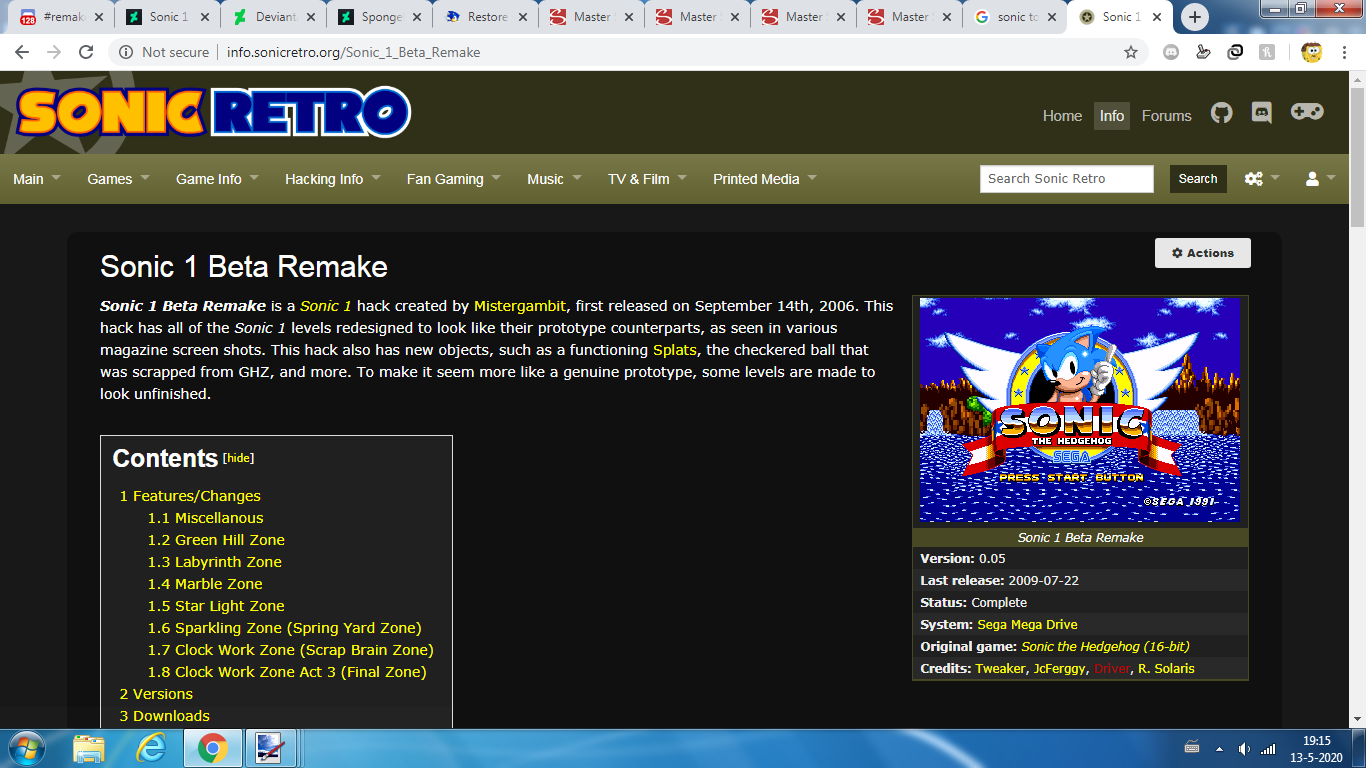 #remak
Sonic 1
Deviant
Sponge
Restore
Master
Master
Master
Master
sonic to
Sonic 1
128
Not secure
info.sonicretro.org/Sonic_1_Beta_Remake
SONIC RETRO
Home Info Forums
Main Games Game Info Hacking Info Fan Gaming Music TV & Film Printed Media
Search Sonic Retro
Search
Actions
Sonic 1 Beta Remake
Sonic 1 Beta Remake is a Sonic 1 hack created by Mistergambit, first released on September 14th, 2006. This
hack has all of the Sonic 1 levels redesigned to look like their prototype counterparts, as seen in various
magazine screen shots. This hack also has new objects, such as a functioning Splats, the checkered ball that
was scrapped from GHZ, and more. To make it seem more like a genuine prototype, some levels are made to
look unfinished.
Contents [hide]
1 Features/Changes
1.1 Miscellanous
1.2 Green Hill Zone
1.3 Labyrinth Zone
1.4 Marble Zone
1.5 Star Light Zone
1.6 Sparkling Zone (Spring Yard Zone)
1.7 Clock Work Zone (Scrap Brain Zone)
1.8 Clock Work Zone Act 3 (Final Zone)
2 Versions
3 Downloads
SONIC
THE HEDGEHOG
SEGA
PRESS START BUTTON
©SEGA 1991
Sonic 1 Beta Remake
Version: 0.05
Last release: 2009-07-22
Status: Complete
System: Sega Mega Drive
Original game: Sonic the Hedgehog (16-bit)
Credits: Tweaker, JcFerggy, Driver, R. Solaris
19:15
13-5-2020